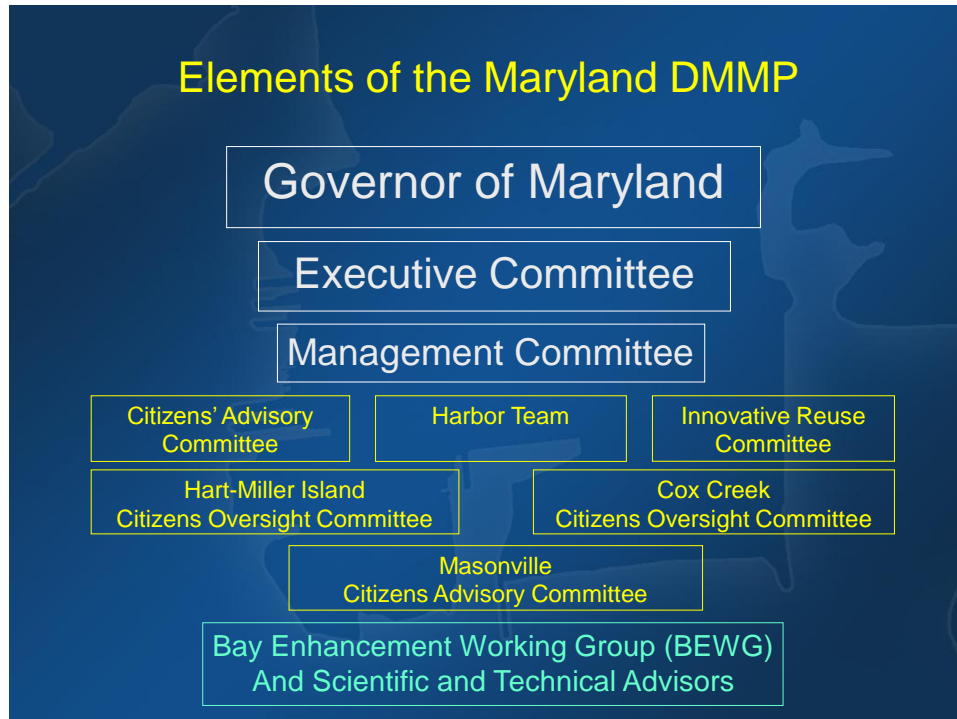 Elements of the Maryland DMMP
Governor of Maryland
Executive Committee
Management Committee
Citizens’ Advisory
Committee
Harbor Team
Innovative Reuse
Committee
Hart-Miller Island
Citizens Oversight Committee
Cox Creek
Citizens Oversight Committee
Masonville
Citizens Advisory Committee
Bay Enhancement Working Group (BEWG)
And Scientific and Technical Advisors